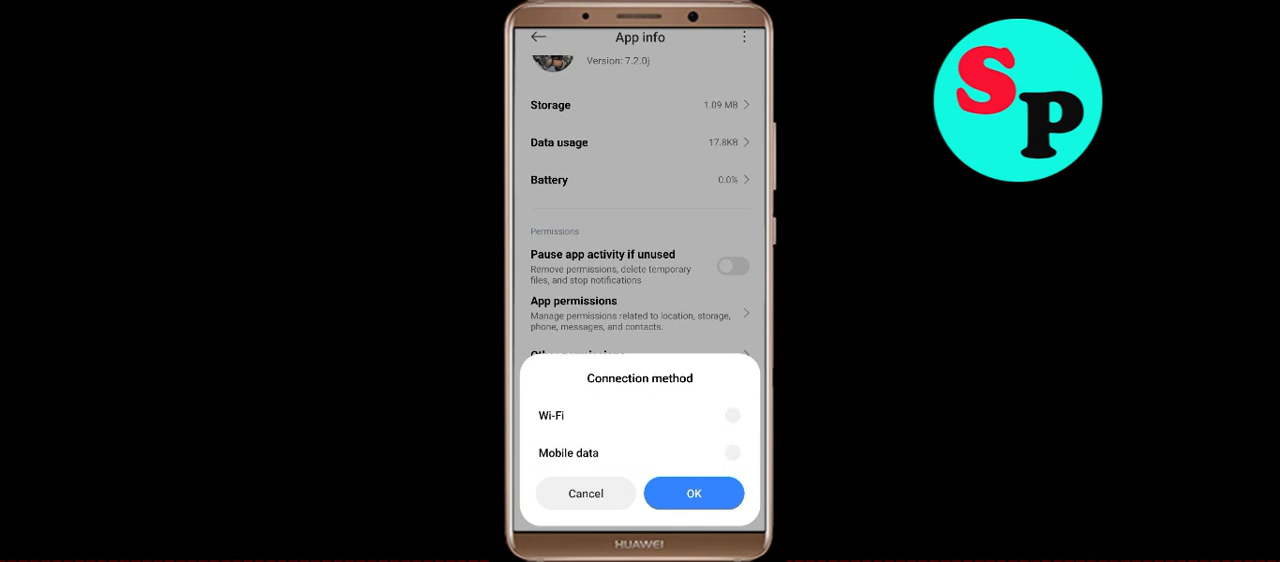 App info
Version: 7.2.0j
Storage 1.09 MB
Data usage 17.8KB
Battery 0.0%
Permissions
Pause app activity if unused
Remove permissions, delete temporary
files, and stop notifications
App permissions
Manage permissions related to location, storage,
phone, messages, and contacts.
Connection method
Wi-Fi
Mobile data
Cancel OK
HUAWEI
SP